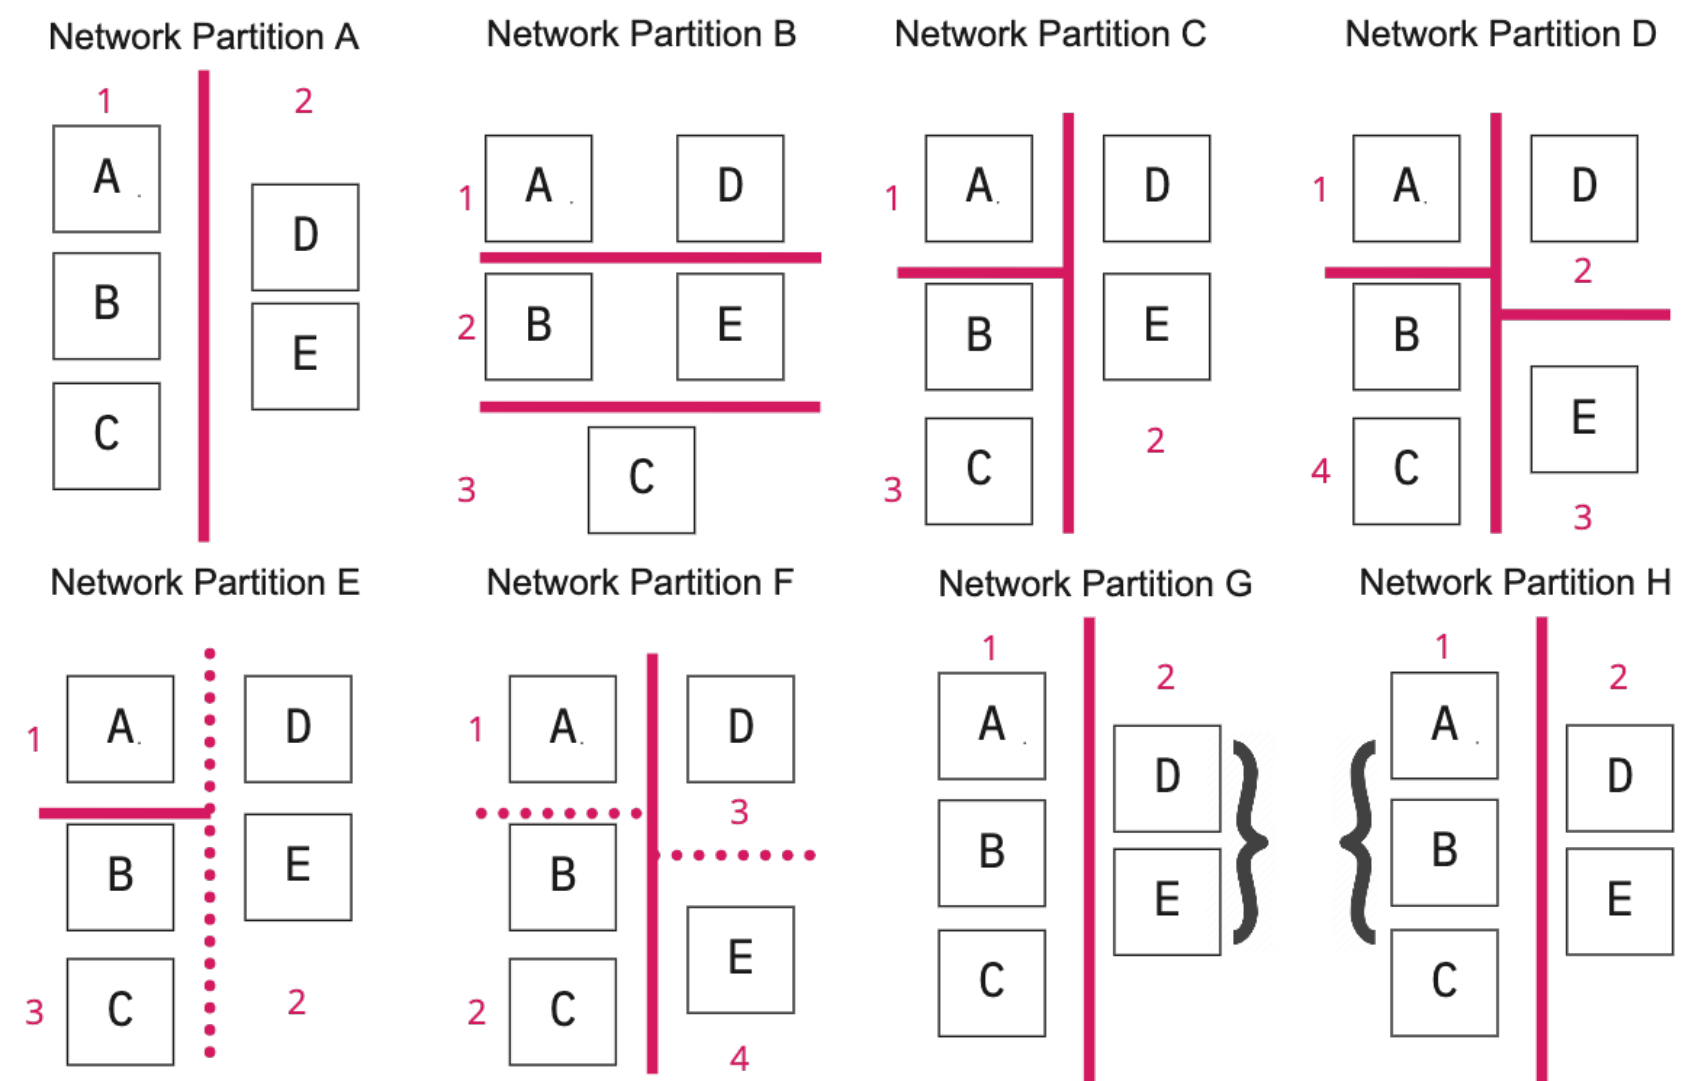 Network Partition A
1
2
A
D
B
E
C
Network Partition B
1
A
D
2
B
E
3
C
Network Partition C
1
A
D
B
E
2
3
C
Network Partition D
1
A
D
2
B
E
4
C
3
Network Partition E
1
A
D
B
E
3
C
2
Network Partition F
1
A
D
3
B
E
2
C
4
Network Partition G
1
2
A
D
B
E
C
Network Partition H
1
2
A
D
B
E
C